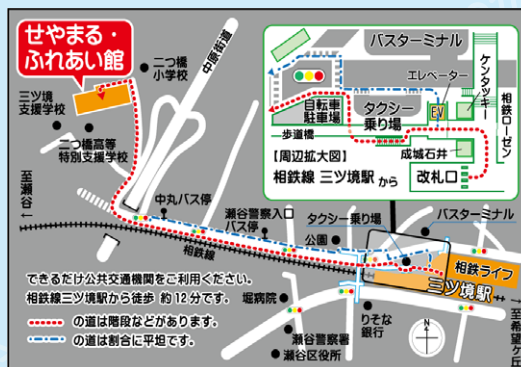 せやまる・
ふれあい館
二つ橋
小学校
中原街道
三ツ境
支援学校
二つ橋高等
特別支援学校
至瀬谷
中丸バス停
瀬谷警察入口
バス停
相鉄線
公園
タクシー乗り場
バスターミナル
相鉄ライフ
三ツ境駅
至希望ケ丘
りそな
銀行
堀病院
瀬谷警察署
瀬谷区役所
N
バスターミナル
エレベーター
ケンタッキー
相鉄ローゼン
自転車
駐車場
タクシー
乗り場
EV
歩道橋
成城石井
【周辺拡大図】
相鉄線 三ツ境駅 から
改札口
できるだけ公共交通機関をご利用ください。
相鉄線三ツ境駅から徒歩 約12分です。
の道は階段などがあります。
の道は割合に平坦です。